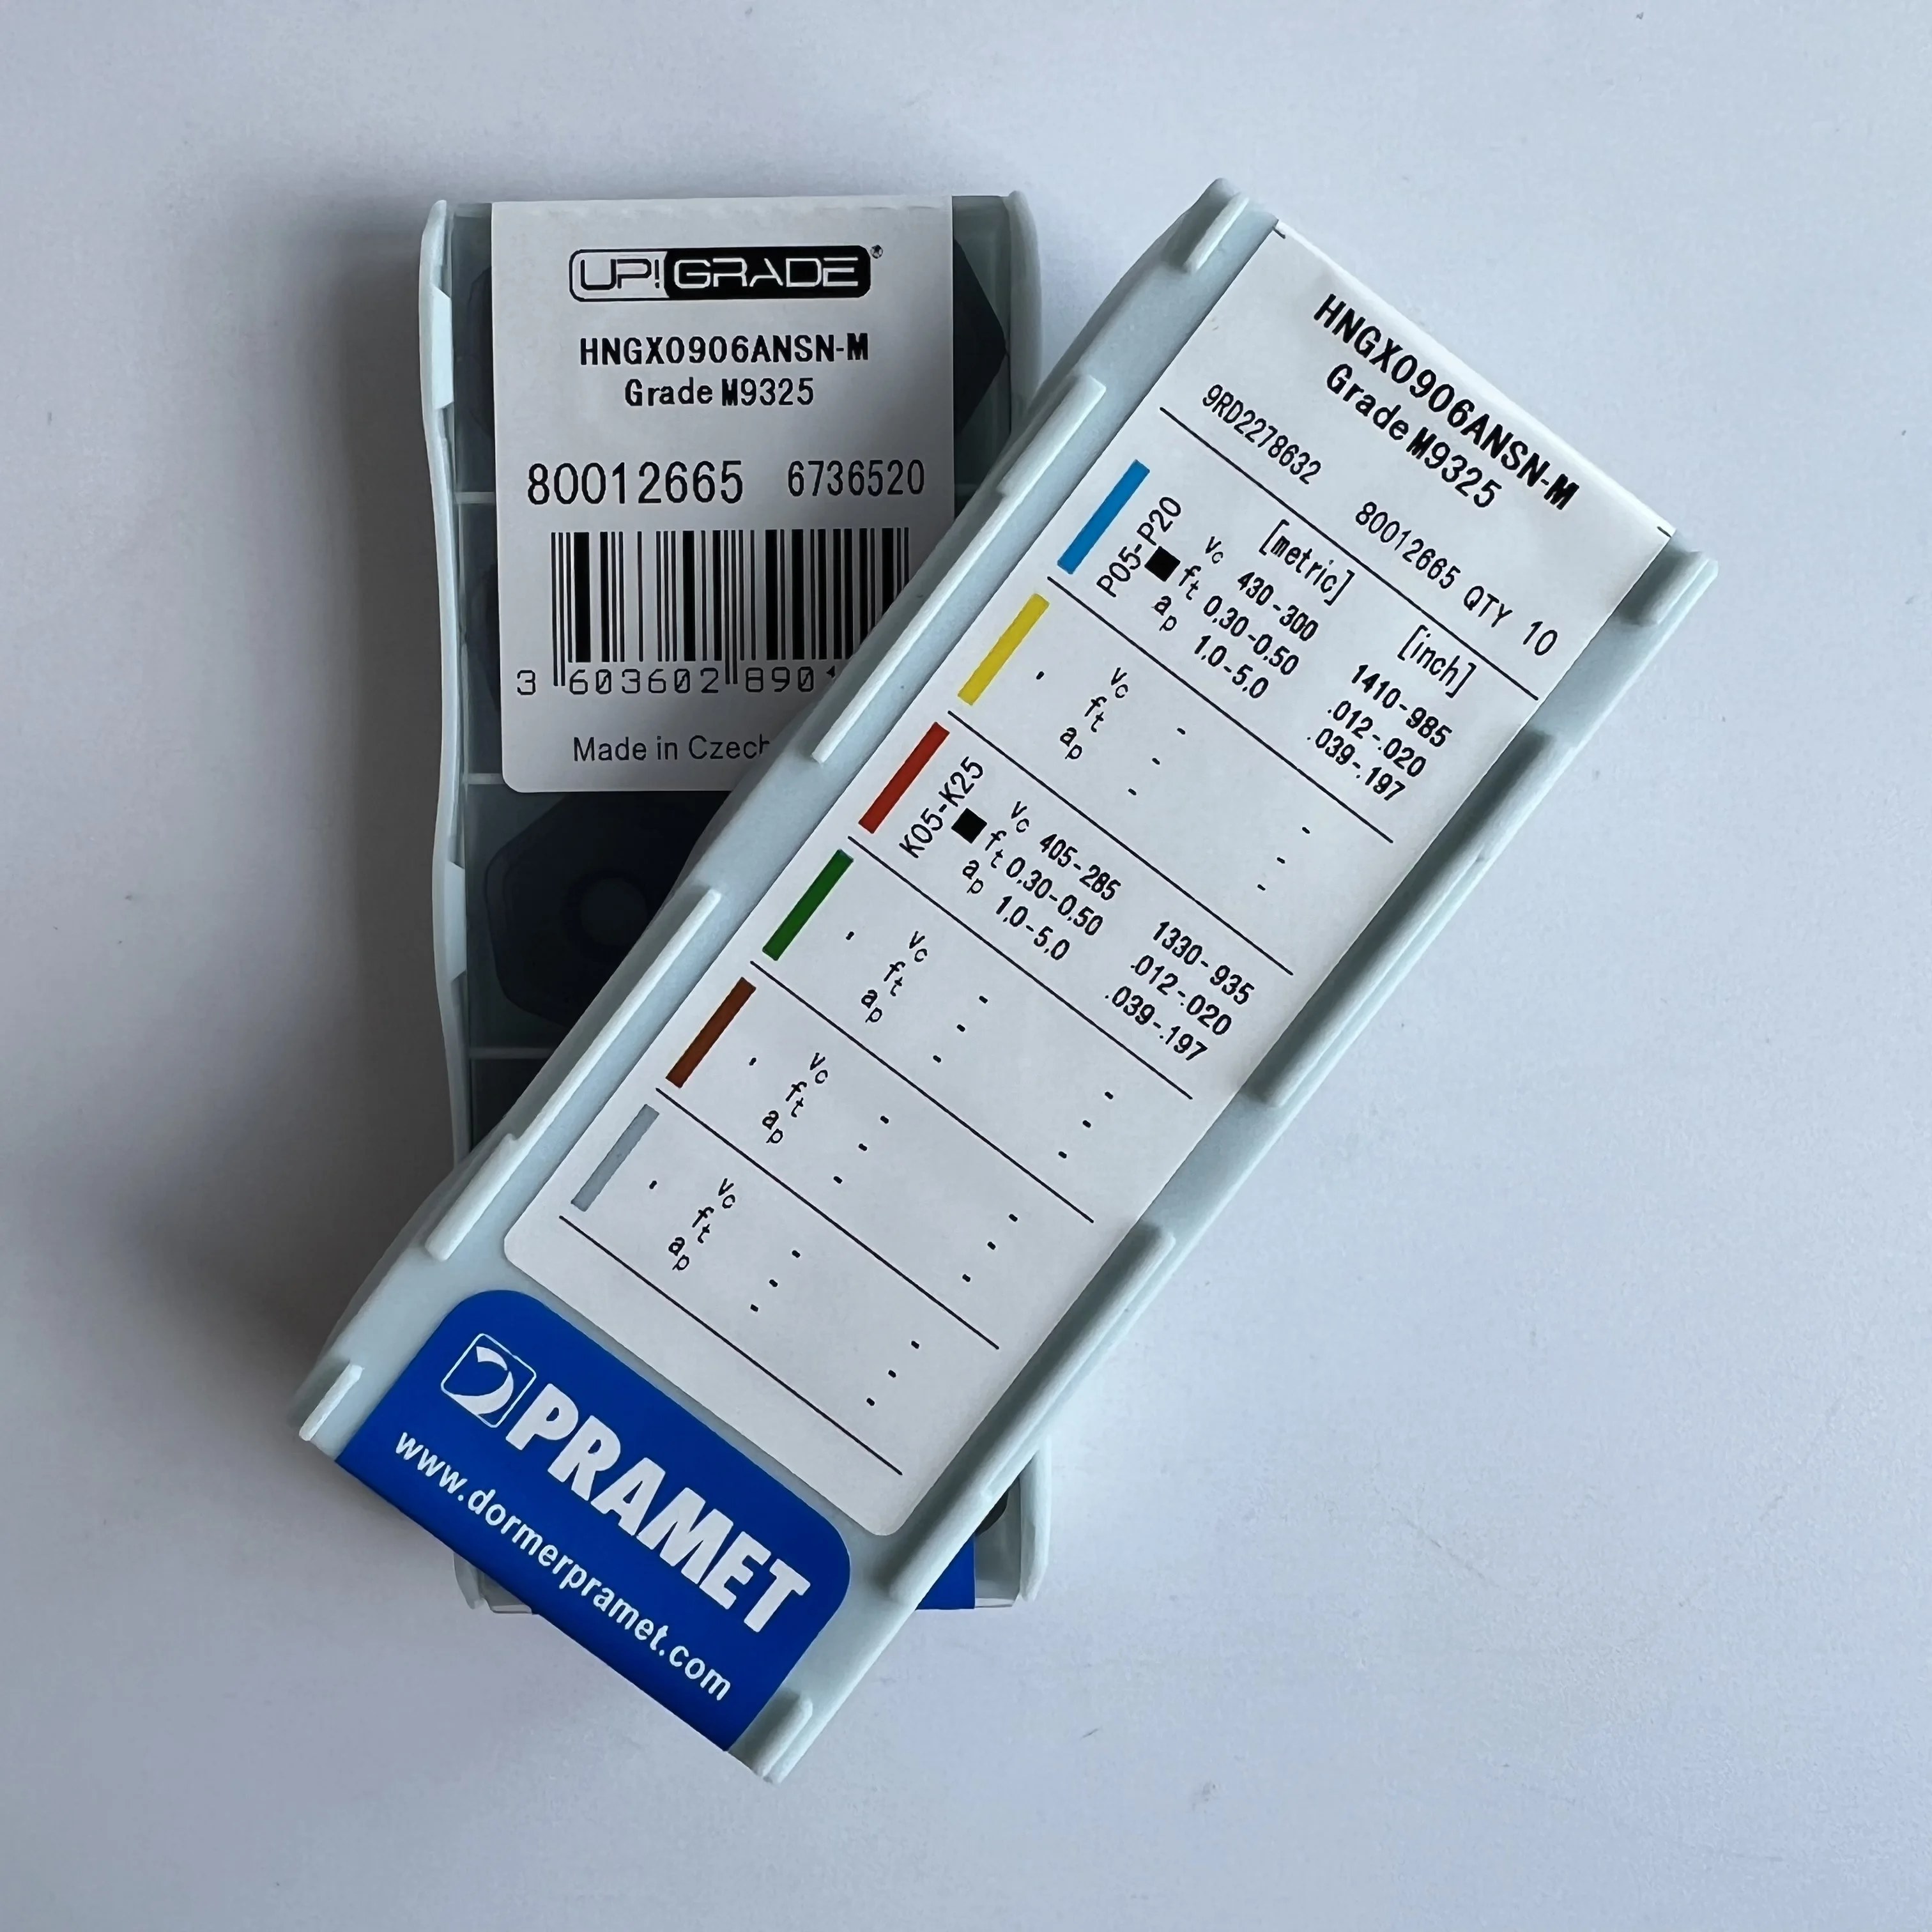 UP!GRADE®
HNGX0906ANSN-M
Grade M9325
80012665 6736520
3 603602 890
Made in Czech
HNGX0906ANSN-M
Grade M9325
9RD2278632 80012665 QTY 10
[metric] [inch]
P05-P20
vc 430-300 1410-985
ft 0,30-0,50 .012-.020
ap 1,0-5,0 .039-.197
,
vc - -
ft - -
ap - -
K05-K25
vc 405-285 1330-935
ft 0,30-0,50 .012-.020
ap 1,0-5,0 .039-.197
,
vc - -
ft - -
ap - -
,
vc - -
ft - -
ap - -
,
vc - -
ft - -
ap - -
PRAMET
www.dormerpramet.com